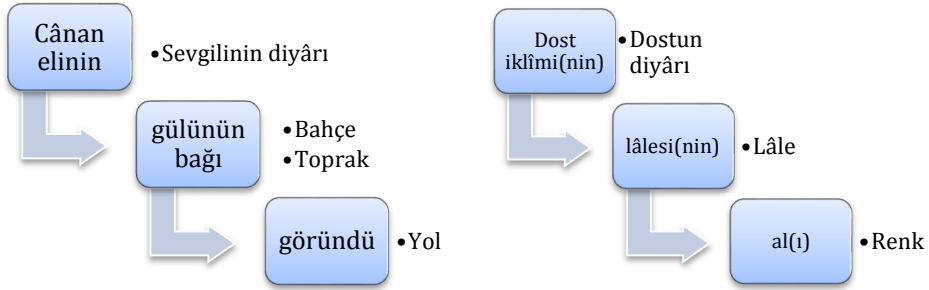 Cânan
elinin
•Sevgilinin diyârı
gülünün
bağı
•Bahçe
•Toprak
göründü
•Yol
Dost
iklîmi(nin)
•Dostun
diyârı
lâlesi(nin)
•Lâle
al(ı)
•Renk